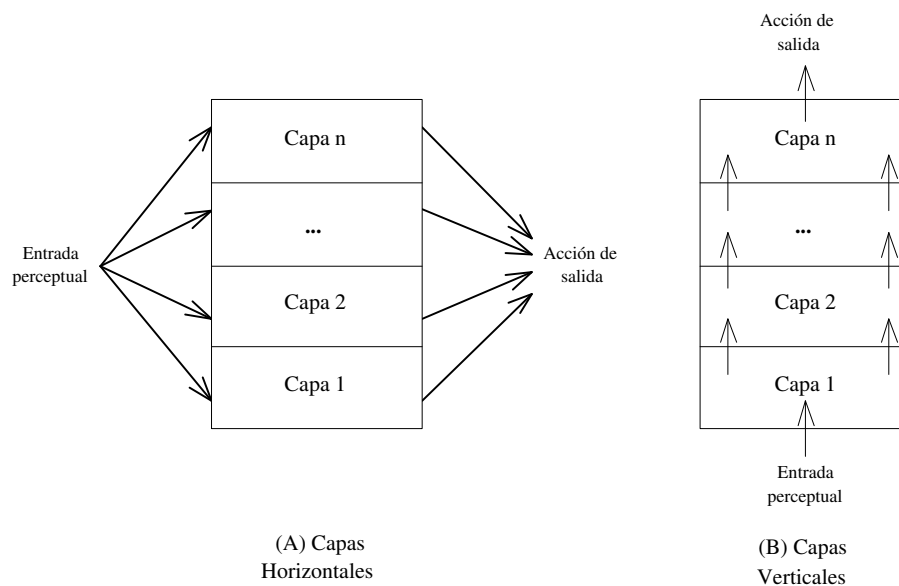 Entrada
perceptual
Capa n
...
Capa 2
Capa 1
Acción de
salida
(A) Capas
Horizontales
Acción de
salida
Capa n
...
Capa 2
Capa 1
Entrada
perceptual
(B) Capas
Verticales